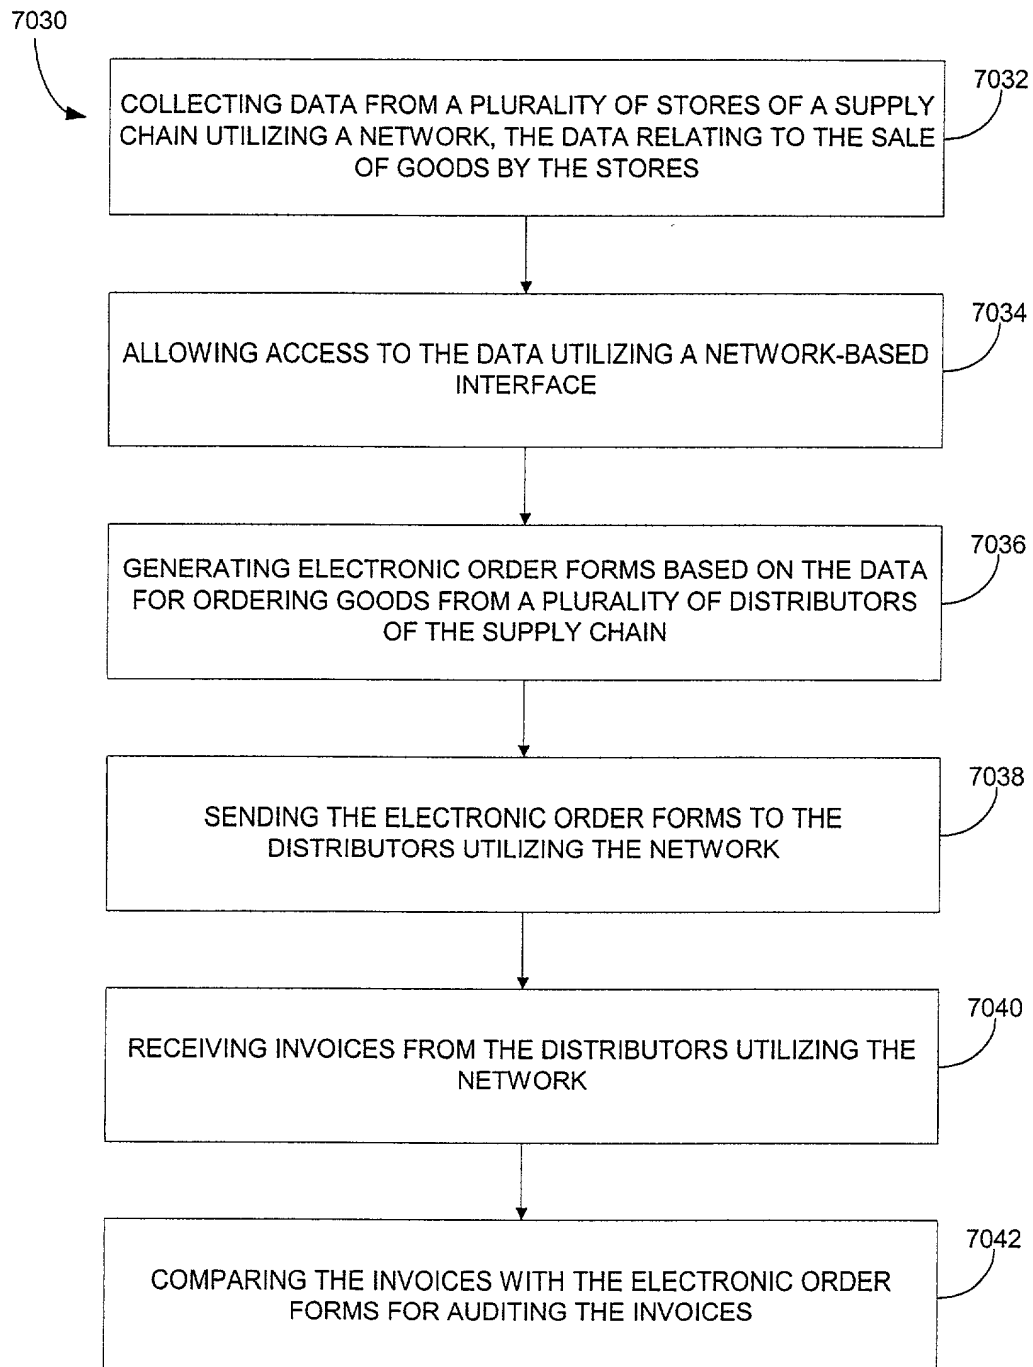 7030
7032
COLLECTING DATA FROM A PLURALITY OF STORES OF A SUPPLY
CHAIN UTILIZING A NETWORK, THE DATA RELATING TO THE SALE
OF GOODS BY THE STORES
7034
ALLOWING ACCESS TO THE DATA UTILIZING A NETWORK-BASED
INTERFACE
7036
GENERATING ELECTRONIC ORDER FORMS BASED ON THE DATA
FOR ORDERING GOODS FROM A PLURALITY OF DISTRIBUTORS
OF THE SUPPLY CHAIN
7038
SENDING THE ELECTRONIC ORDER FORMS TO THE
DISTRIBUTORS UTILIZING THE NETWORK
7040
RECEIVING INVOICES FROM THE DISTRIBUTORS UTILIZING THE
NETWORK
7042
COMPARING THE INVOICES WITH THE ELECTRONIC ORDER
FORMS FOR AUDITING THE INVOICES